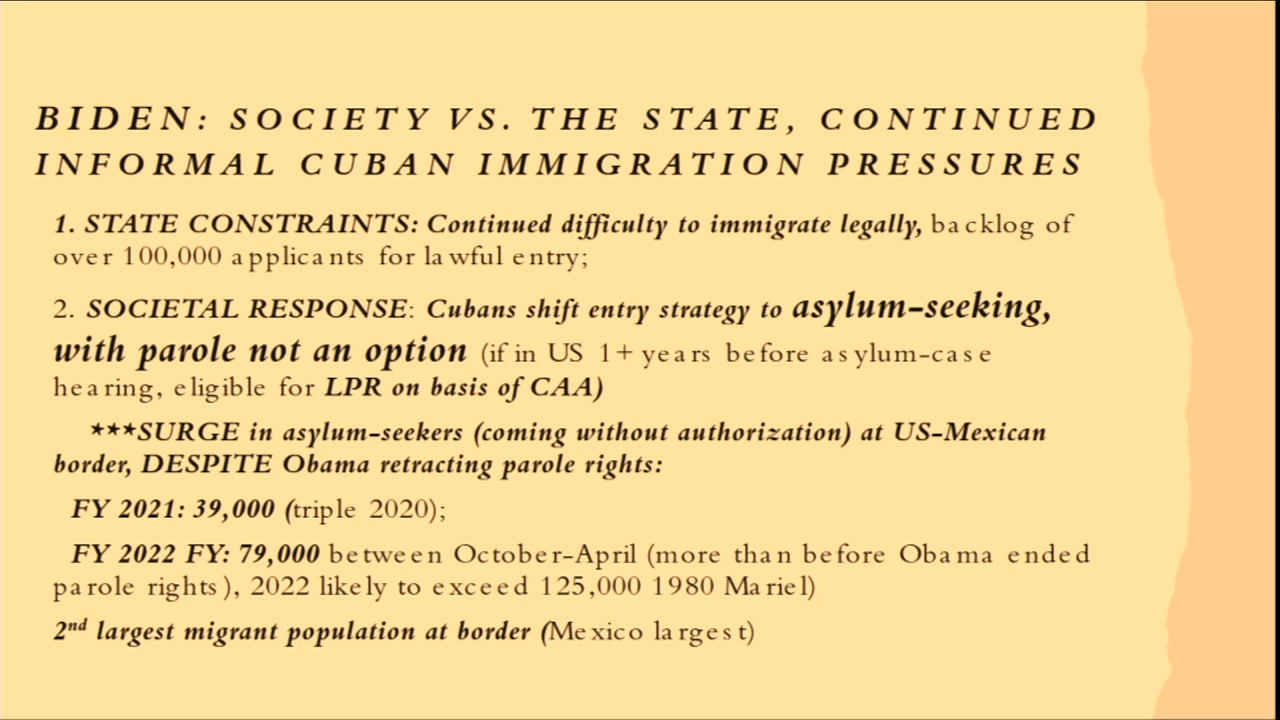 BIDEN: SOCIETY VS. THE STATE, CONTINUED
INFORMAL CUBAN IMMIGRATION PRESSURES
1. STATE CONSTRAINTS: Continued difficulty to immigrate legally, backlog of
over 100,000 applicants for lawful entry;
2. SOCIETAL RESPONSE: Cubans shift entry strategy to asylum-seeking,
with parole not an option (if in US 1+ years before asylum-case
hearing, eligible for LPR on basis of CAA)
***SURGE in asylum-seekers (coming without authorization) at US-Mexican
border, DESPITE Obama retracting parole rights:
FY 2021: 39,000 (triple 2020);
FY 2022 FY: 79,000 between October-April (more than before Obama ended
parole rights), 2022 likely to exceed 125,000 1980 Mariel)
2nd largest migrant population at border (Mexico largest)